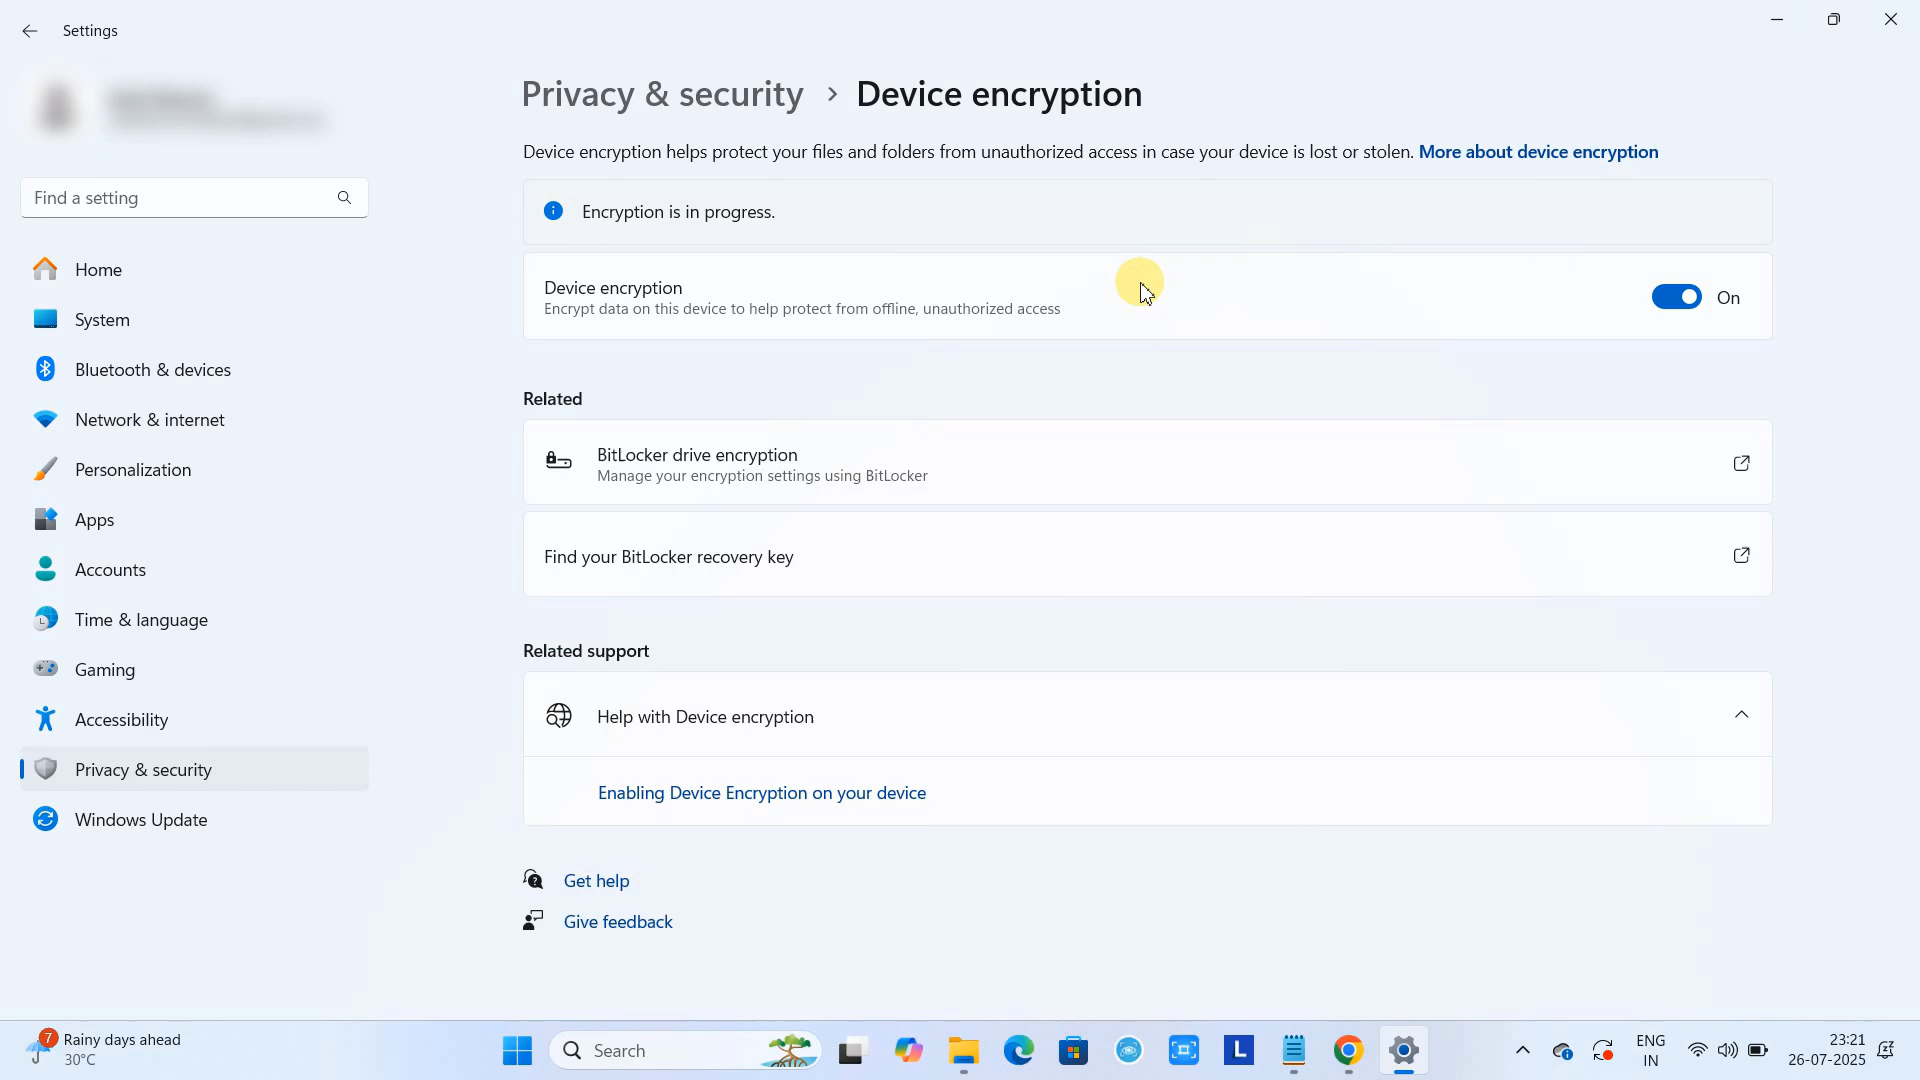 Settings
Find a setting
Home
System
Bluetooth & devices
Network & internet
Personalization
Apps
Accounts
Time & language
Gaming
Accessibility
Privacy & security
Windows Update
Privacy & security > Device encryption
Device encryption helps protect your files and folders from unauthorized access in case your device is lost or stolen. More about device encryption
Encryption is in progress.
Device encryption
Encrypt data on this device to help protect from offline, unauthorized access
On
Related
BitLocker drive encryption
Manage your encryption settings using BitLocker
Find your BitLocker recovery key
Related support
Help with Device encryption
Enabling Device Encryption on your device
Get help
Give feedback
7
Rainy days ahead
30°C
Search
L
ENG
IN
23:21
26-07-2025